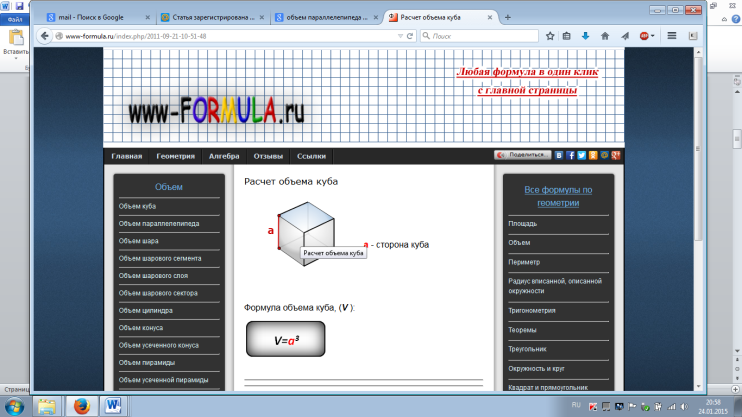 Файл
Вставить
Страниц
mail - Поиск в Google
Статья зарегистрирована ...
объем параллелепипеда ...
Расчет объема куба
www-formula.ru/index.php/2011-09-21-10-51-48
Поиск
ABP
Любая формула в один клик
с главной страницы
www-FORMULA.ru
Главная
Геометрия
Алгебра
Отзывы
Ссылки
Поделиться...
Объем
Объем куба
Объем параллелепипеда
Объем шара
Объем шарового сегмента
Объем шарового слоя
Объем шарового сектора
Объем цилиндра
Объем конуса
Объем усеченного конуса
Объем пирамиды
Объем усеченной пирамиды
Расчет объема куба
a
a - сторона куба
Расчет объема куба
Формула объема куба, (V ):
V=a³
Все формулы по
геометрии
Площадь
Объем
Периметр
Радиус вписанной, описанной
окружности
Тригонометрия
Теоремы
Треугольник
Окружность и круг
Квадрат и прямоугольник
RU
20:56
24.01.2015